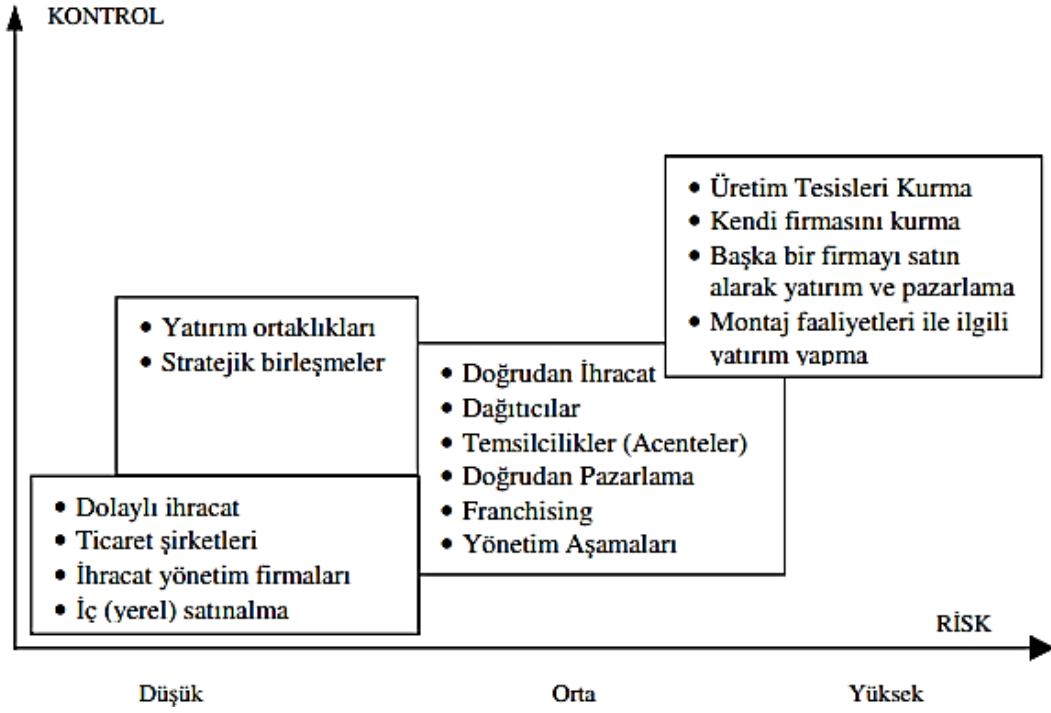 KONTROL
• Üretim Tesisleri Kurma
• Kendi firmasını kurma
• Başka bir firmayı satın
alarak yatırım ve pazarlama
• Montaj faaliyetleri ile ilgili
yatırım yapma
• Yatırım ortaklıkları
• Stratejik birleşmeler
• Doğrudan İhracat
• Dağıtıcılar
• Temsilcilikler (Acenteler)
• Doğrudan Pazarlama
• Franchising
• Yönetim Aşamaları
• Dolaylı ihracat
• Ticaret şirketleri
• İhracat yönetim firmaları
• İç (yerel) satınalma
RİSK
Düşük
Orta
Yüksek